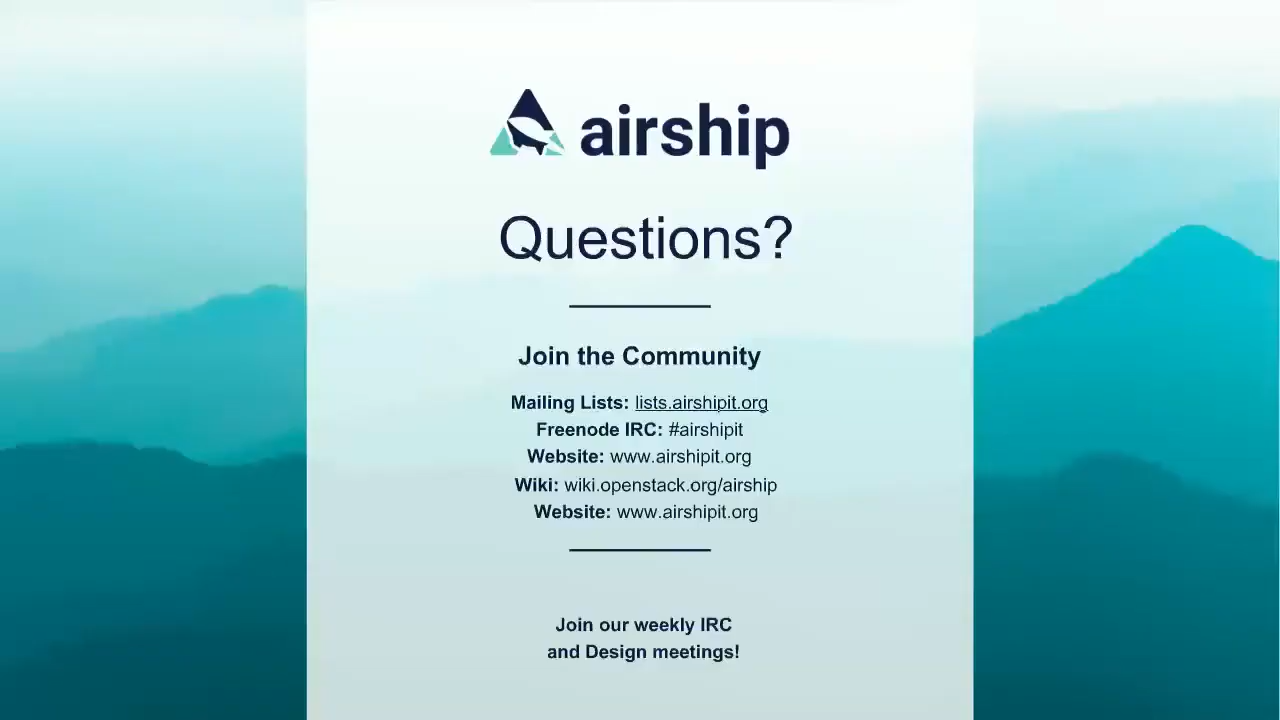 airship
Questions?
Join the Community
Mailing Lists: lists.airshipit.org
Freenode IRC: #airshipit
Website: www.airshipit.org
Wiki: wiki.openstack.org/airship
Website: www.airshipit.org
Join our weekly IRC
and Design meetings!